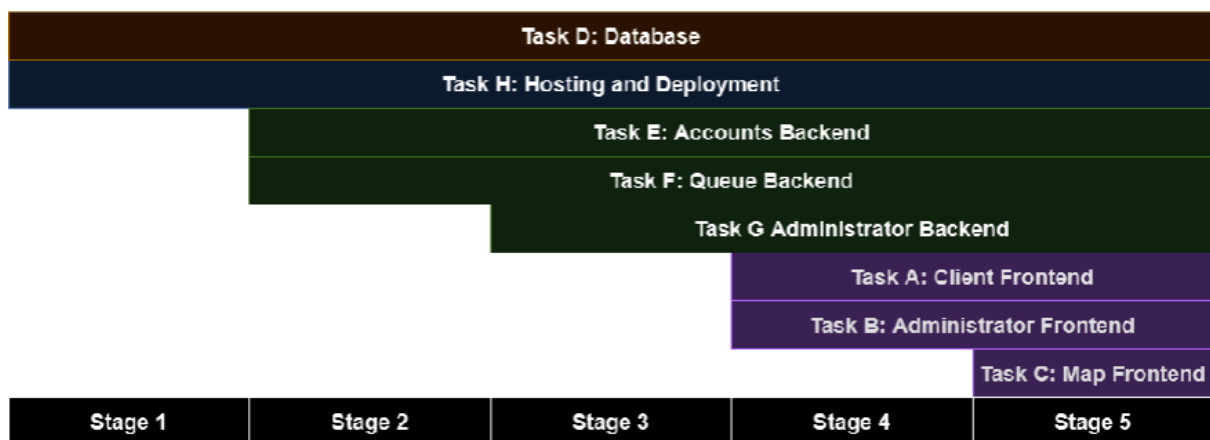 Task D: Database
Task H: Hosting and Deployment
Task E: Accounts Backend
Task F: Queue Backend
Task G Administrator Backend
Task A: Client Frontend
Task B: Administrator Frontend
Task C: Map Frontend
Stage 1 Stage 2 Stage 3 Stage 4 Stage 5